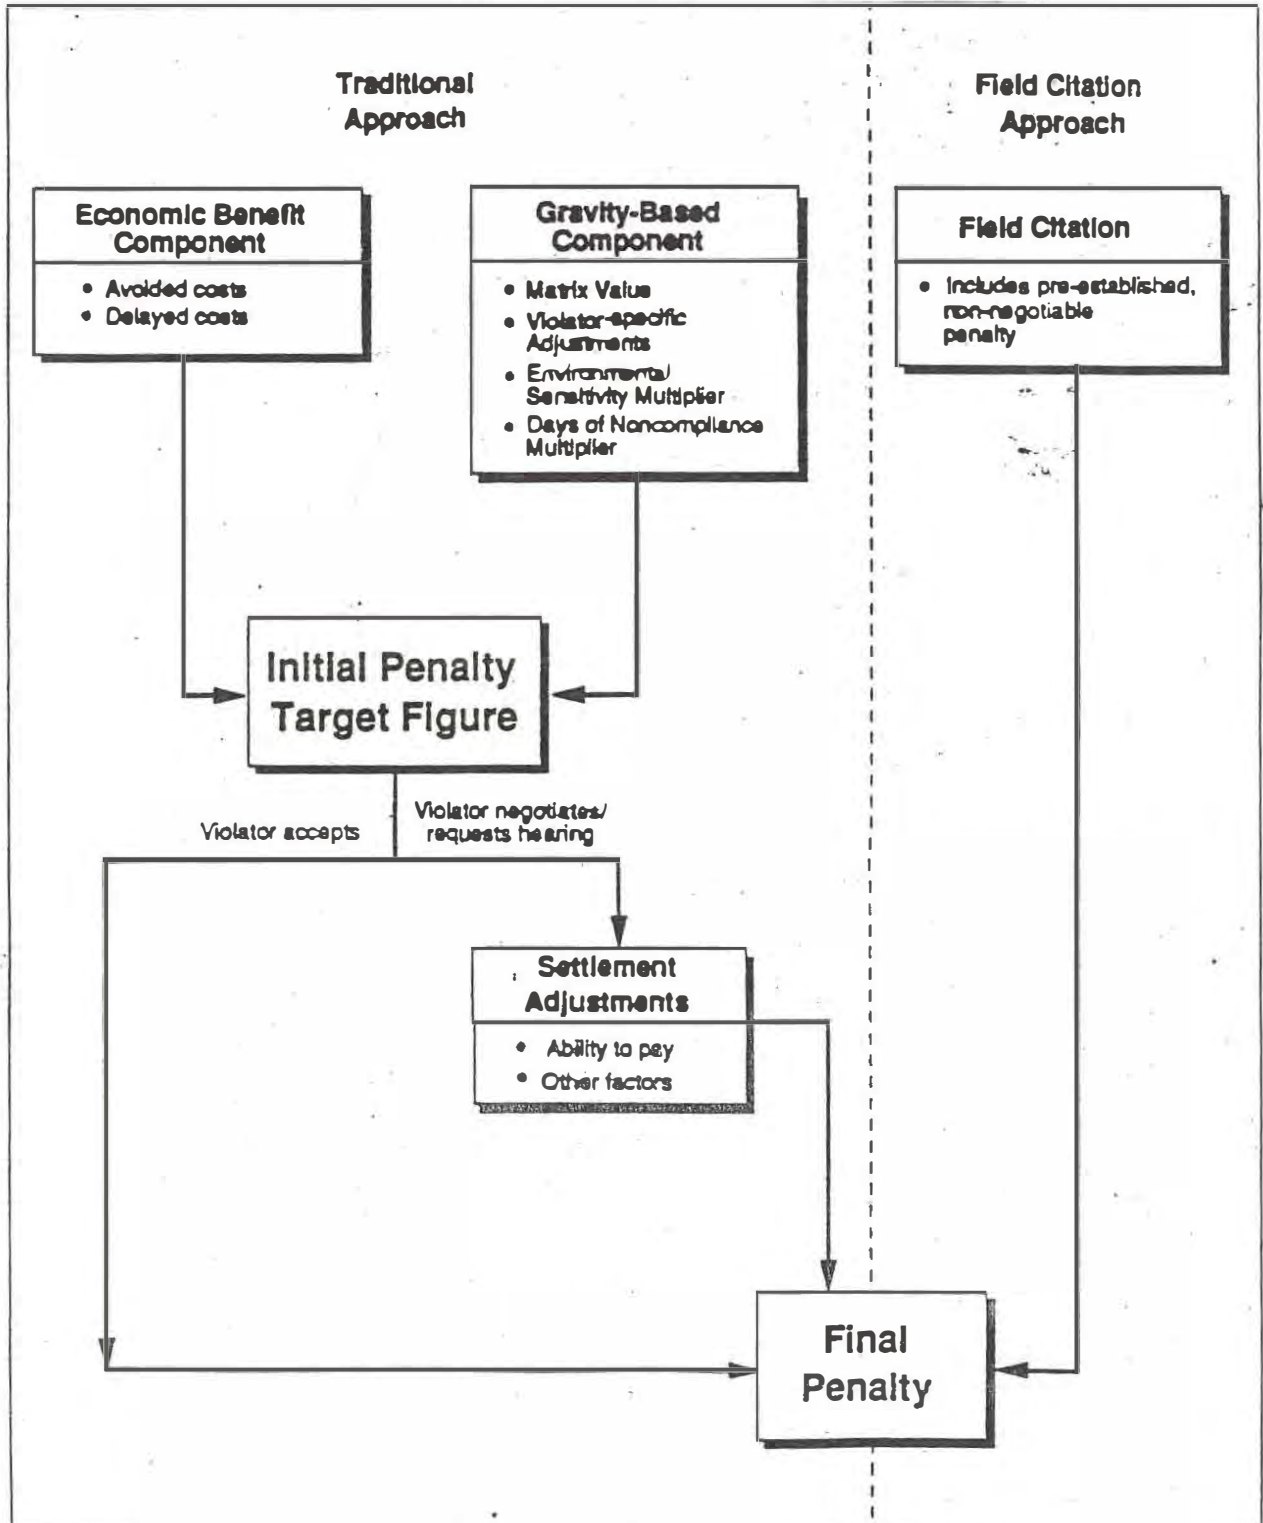 Traditional
Approach
Field Citation
Approach
Economic Benefit
Component
• Avoided costs
• Delayed costs
Gravity-Based
Component
• Matrix Value
• Violator-specific
Adjustments
• Environmental
Sensitivity Multiplier
• Days of Noncompliance
Multiplier
Field Citation
• Includes pre-established,
non-negotiable
penalty
Initial Penalty
Target Figure
Violator accepts
Violator negotiates/
requests hearing
Settlement
Adjustments
• Ability to pay
• Other factors
Final
Penalty